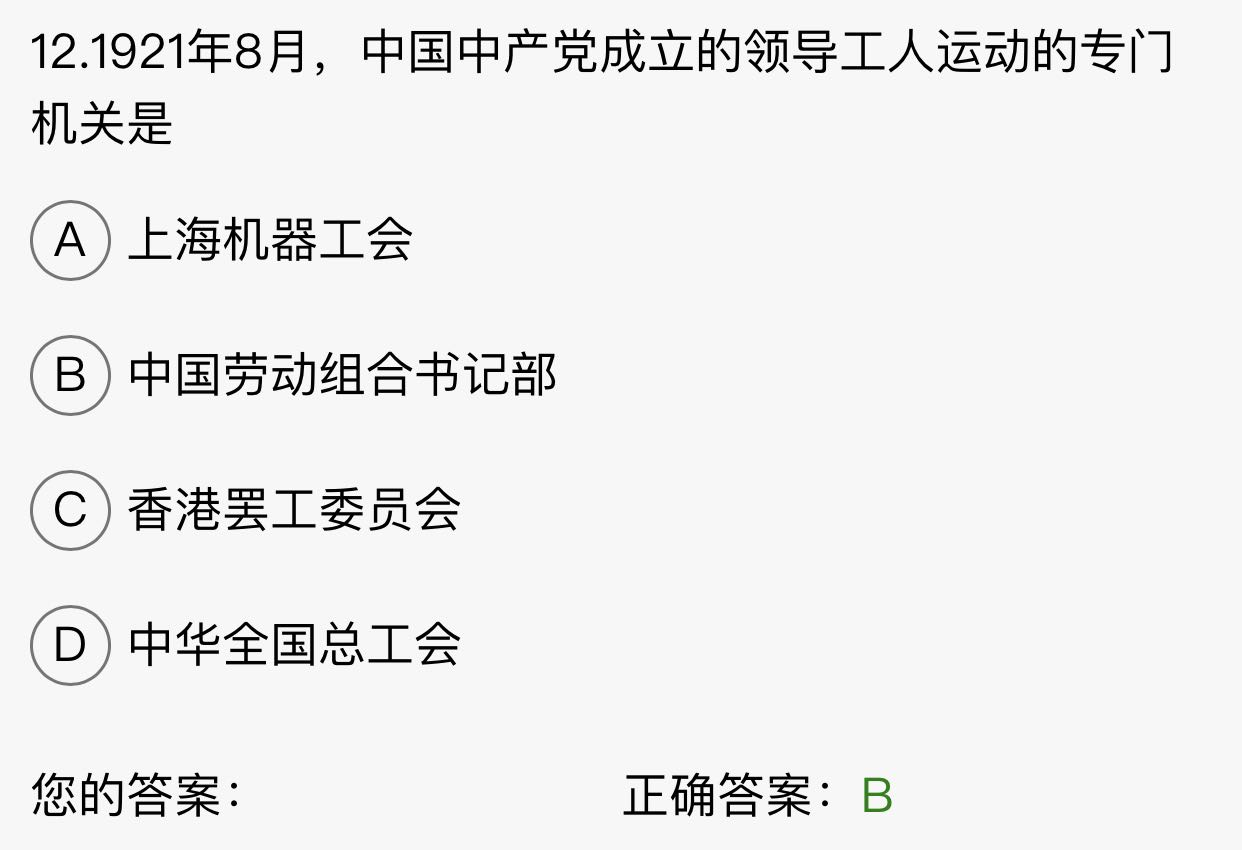 12.1921年8月，中国中产党成立的领导工人运动的专门
机关是
A 上海机器工会
B 中国劳动组合书记部
C 香港罢工委员会
D 中华全国总工会
您的答案： 正确答案：B